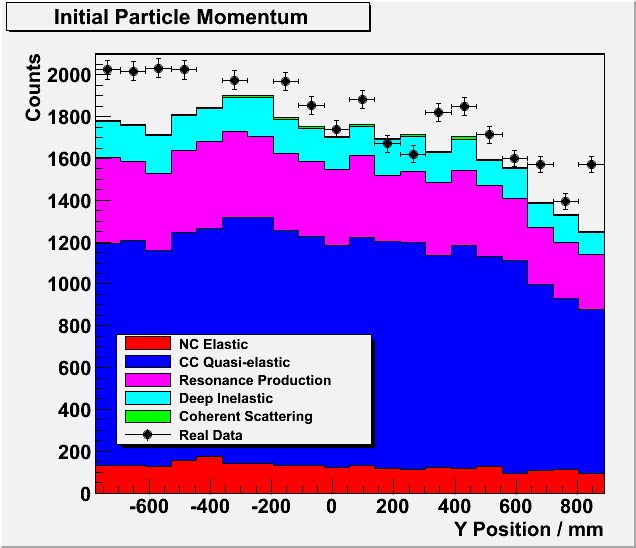 Initial Particle Momentum
Counts
2000
1800
1600
1400
1200
1000
800
600
400
200
0
NC Elastic
CC Quasi-elastic
Resonance Production
Deep Inelastic
Coherent Scattering
Real Data
-600 -400 -200 0 200 400 600 800
Y Position / mm